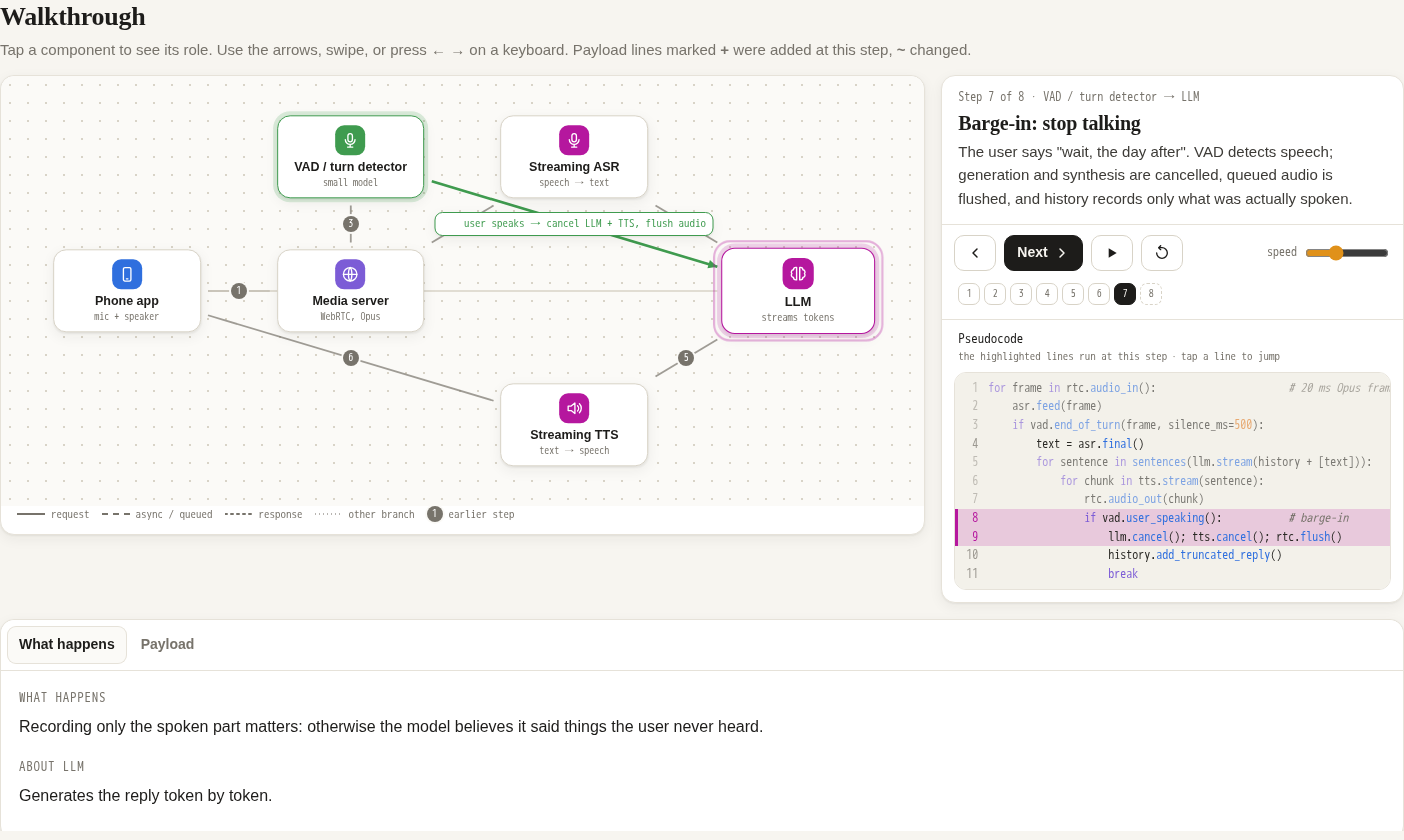 Walkthrough
Tap a component to see its role. Use the arrows, swipe, or press ← → on a keyboard. Payload lines marked + were added at this step, ~ changed.
VAD / turn detector
small model
Streaming ASR
speech → text
3
user speaks → cancel LLM + TTS, flush audio
Phone app
mic + speaker
1
Media server
WebRTC, Opus
LLM
streams tokens
6
5
Streaming TTS
text → speech
request
async / queued
response
other branch
1 earlier step
Step 7 of 8 · VAD / turn detector → LLM
Barge-in: stop talking
The user says "wait, the day after". VAD detects speech;
generation and synthesis are cancelled, queued audio is
flushed, and history records only what was actually spoken.
Next
speed
1 2 3 4 5 6 7 8
Pseudocode
the highlighted lines run at this step · tap a line to jump
1 for frame in rtc.audio_in(): # 20 ms Opus fram
2 asr.feed(frame)
3 if vad.end_of_turn(frame, silence_ms=500):
4 text = asr.final()
5 for sentence in sentences(llm.stream(history + [text])):
6 for chunk in tts.stream(sentence):
7 rtc.audio_out(chunk)
8 if vad.user_speaking(): # barge-in
9 llm.cancel(); tts.cancel(); rtc.flush()
10 history.add_truncated_reply()
11 break
What happens
Payload
WHAT HAPPENS
Recording only the spoken part matters: otherwise the model believes it said things the user never heard.
ABOUT LLM
Generates the reply token by token.